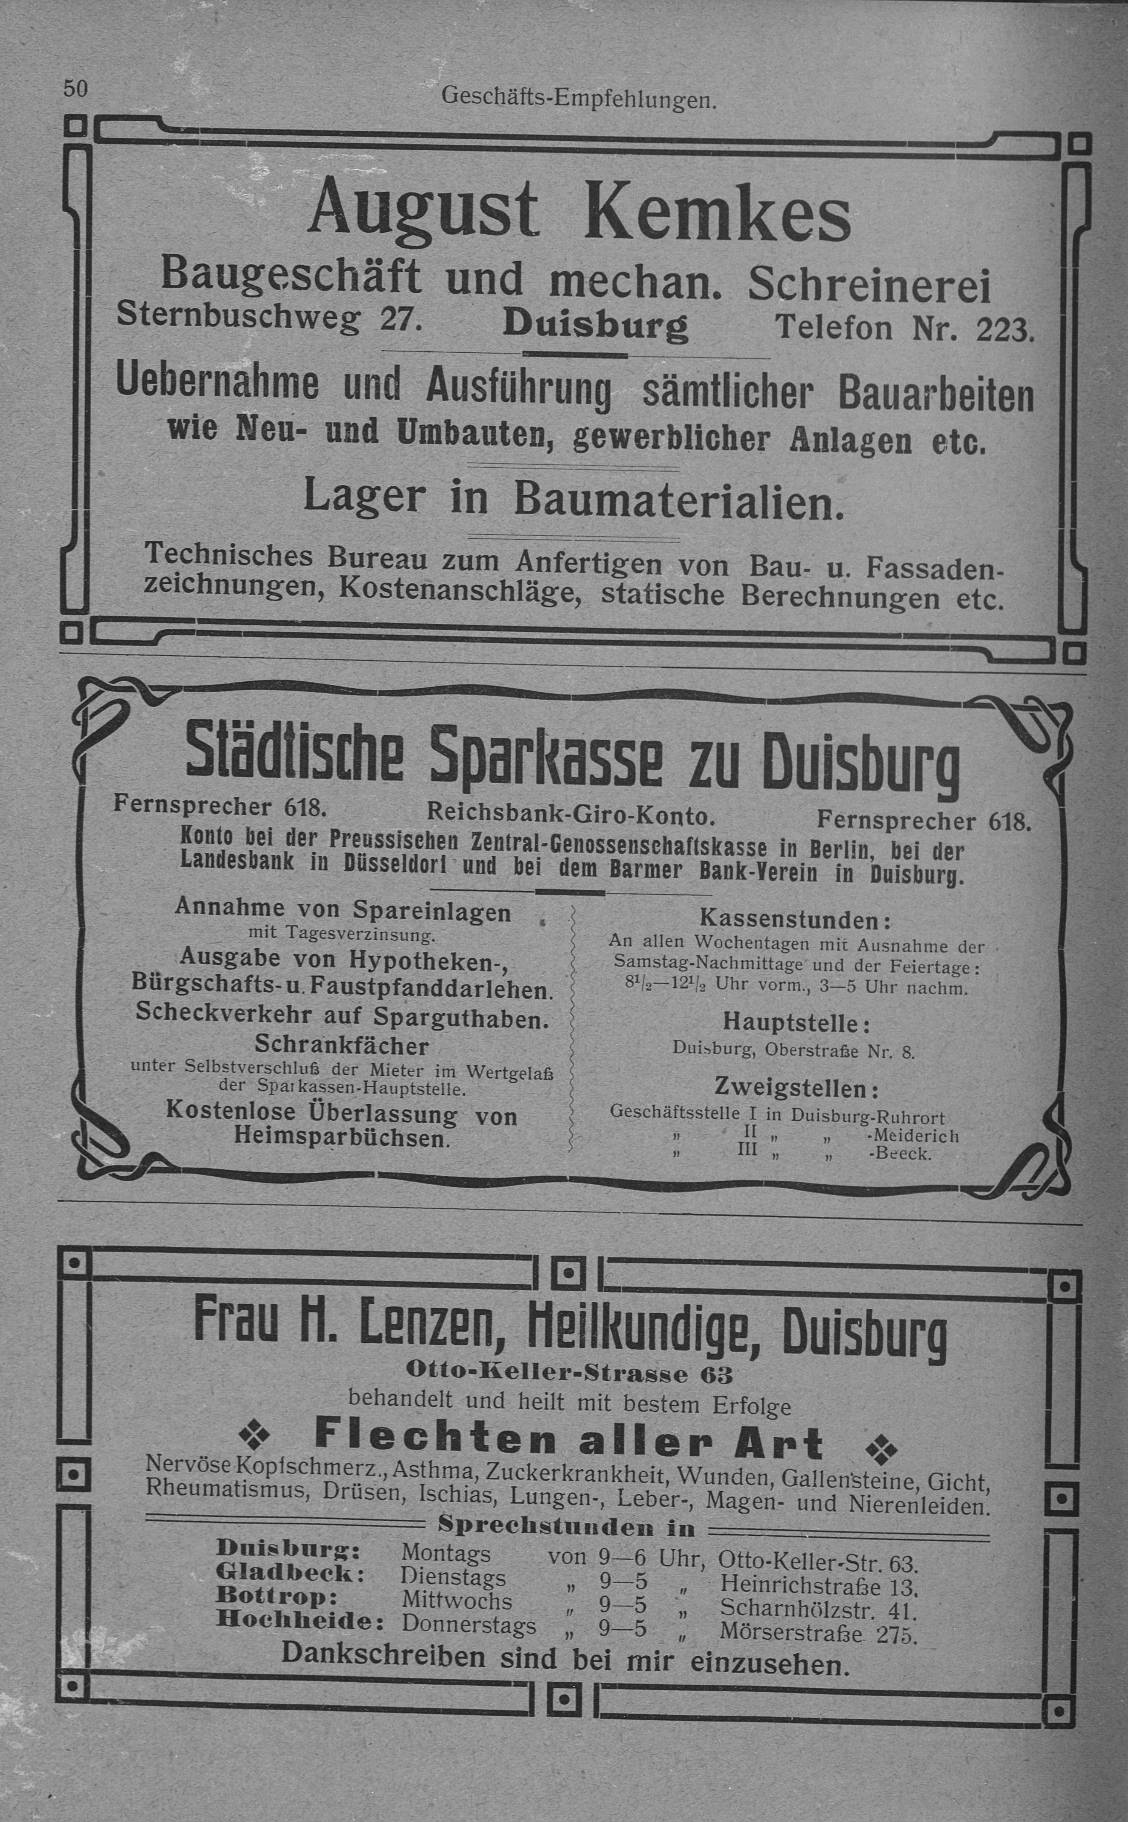 50
Geschäfts-Empfehlungen.
August Kemkes
Baugeschäft und mechan. Schreinerei
Sternbuschweg 27. Duisburg Telefon Nr. 223.
Uebernahme und Ausführung sämtlicher Bauarbeiten
wie Neu- und Umbauten, gewerblicher Anlagen etc.
Lager in Baumaterialien.
Technisches Bureau zum Anfertigen von Bau- u. Fassaden-
zeichnungen, Kostenanschläge, statische Berechnungen etc.
Städtische Sparkasse zu Duisburg
Fernsprecher 618. Reichsbank-Giro-Konto. Fernsprecher 618.
Konto bei der Preussischen Zentral-Genossenschaftskasse in Berlin, bei der
Landesbank in Düsseldorf und bei dem Barmer Bank-Verein in Duisburg.
Annahme von Spareinlagen
mit Tagesverzinsung.
Ausgabe von Hypotheken-,
Bürgschafts- u. Faustpfanddarlehen.
Scheckverkehr auf Sparguthaben.
Schrankfächer
unter Selbstverschluß der Mieter im Wertgelaß
der Sparkassen-Hauptstelle.
Kostenlose Überlassung von
Heimsparbüchsen.
Kassenstunden:
An allen Wochentagen mit Ausnahme der
Samstag-Nachmittage und der Feiertage:
8½—12½ Uhr vorm., 3—5 Uhr nachm.
Hauptstelle:
Duisburg, Oberstraße Nr. 8.
Zweigstellen:
Geschäftsstelle I in Duisburg-Ruhrort
„ II „ „ -Meiderich
„ III „ „ -Beeck.
Frau H. Lenzen, Heilkundige, Duisburg
Otto-Keller-Strasse 63
behandelt und heilt mit bestem Erfolge
Flechten aller Art
Nervöse Kopfschmerz., Asthma, Zuckerkrankheit, Wunden, Gallensteine, Gicht,
Rheumatismus, Drüsen, Ischias, Lungen-, Leber-, Magen- und Nierenleiden.
Sprechstunden in
Duisburg: Montags von 9—6 Uhr, Otto-Keller-Str. 63.
Gladbeck: Dienstags „ 9—5 „ Heinrichstraße 13.
Bottrop: Mittwochs „ 9—5 „ Scharnhölzstr. 41.
Hochheide: Donnerstags „ 9—5 „ Mörserstraße 275.
Dankschreiben sind bei mir einzusehen.